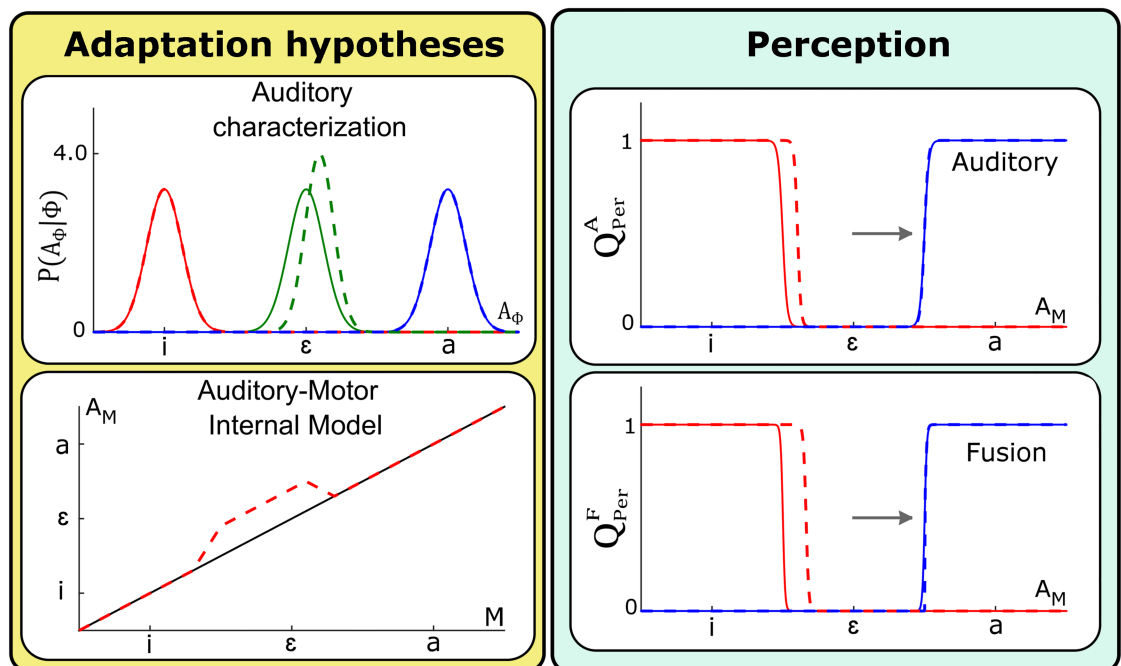 Adaptation hypotheses
Auditory
characterization
4.0
P(A_Φ|Φ)
0
A_Φ
i ε a
Auditory-Motor
Internal Model
A_M
a
ε
i
M
i ε a
Perception
1
Auditory
Q^A_Per
0
A_M
i ε a
1
Fusion
Q^F_Per
0
A_M
i ε a